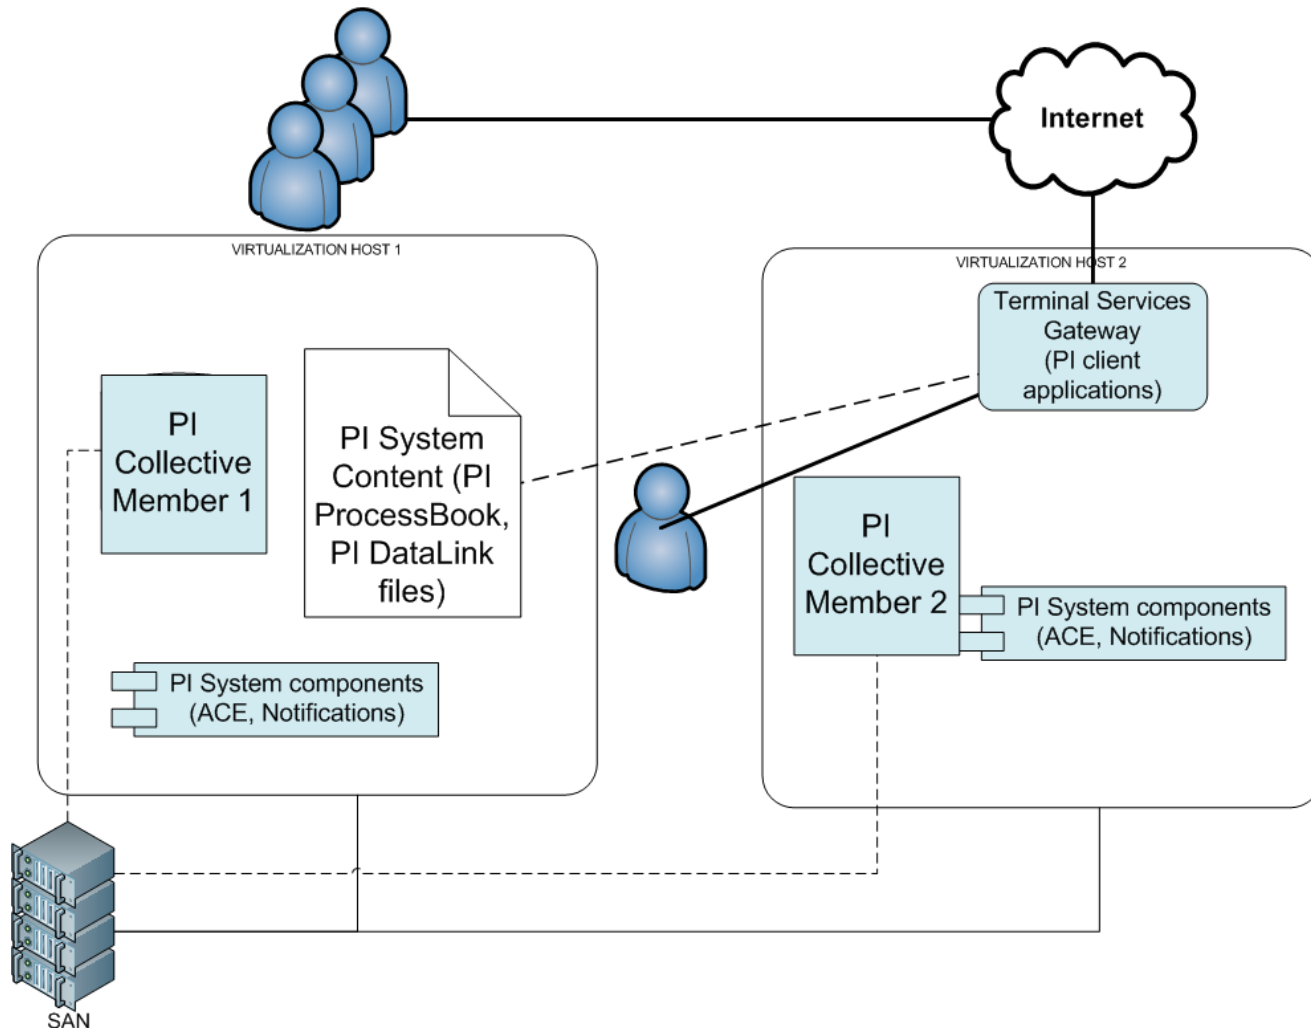 Internet
VIRTUALIZATION HOST 1
VIRTUALIZATION HOST 2
Terminal Services
Gateway
(PI client
applications)
PI
Collective
Member 1
PI System
Content (PI
ProcessBook,
PI DataLink
files)
PI
Collective
Member 2
PI System components
(ACE, Notifications)
PI System components
(ACE, Notifications)
SAN